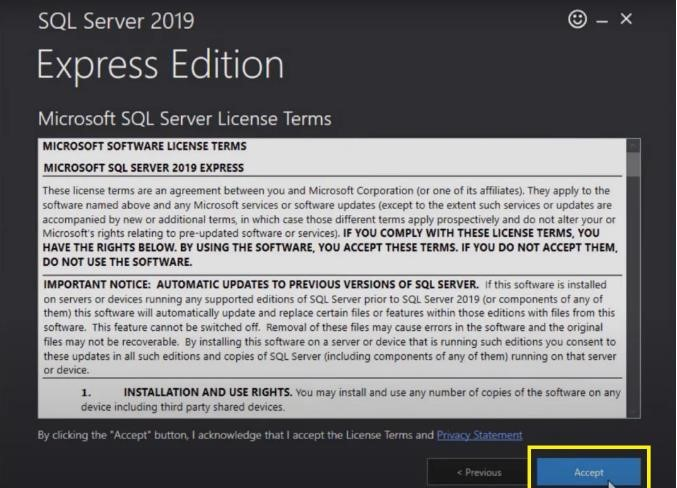 SQL Server 2019
Express Edition
Microsoft SQL Server License Terms
MICROSOFT SOFTWARE LICENSE TERMS
MICROSOFT SQL SERVER 2019 EXPRESS
These license terms are an agreement between you and Microsoft Corporation (or one of its affiliates). They apply to the
software named above and any Microsoft services or software updates (except to the extent such services or updates are
accompanied by new or additional terms, in which case those different terms apply prospectively and do not alter your or
Microsoft's rights relating to pre-updated software or services). IF YOU COMPLY WITH THESE LICENSE TERMS, YOU
HAVE THE RIGHTS BELOW. BY USING THE SOFTWARE, YOU ACCEPT THESE TERMS. IF YOU DO NOT ACCEPT THEM,
DO NOT USE THE SOFTWARE.
IMPORTANT NOTICE: AUTOMATIC UPDATES TO PREVIOUS VERSIONS OF SQL SERVER. If this software is installed
on servers or devices running any supported editions of SQL Server prior to SQL Server 2019 (or components of any of
them) this software will automatically update and replace certain files or features within those editions with files from this
software. This feature cannot be switched off. Removal of these files may cause errors in the software and the original
files may not be recoverable. By installing this software on a server or device that is running such editions you consent to
these updates in all such editions and copies of SQL Server (including components of any of them) running on that server
or device.
1. INSTALLATION AND USE RIGHTS. You may install and use any number of copies of the software on any
device including third party shared devices.
By clicking the "Accept" button, I acknowledge that I accept the License Terms and Privacy Statement
< Previous
Accept